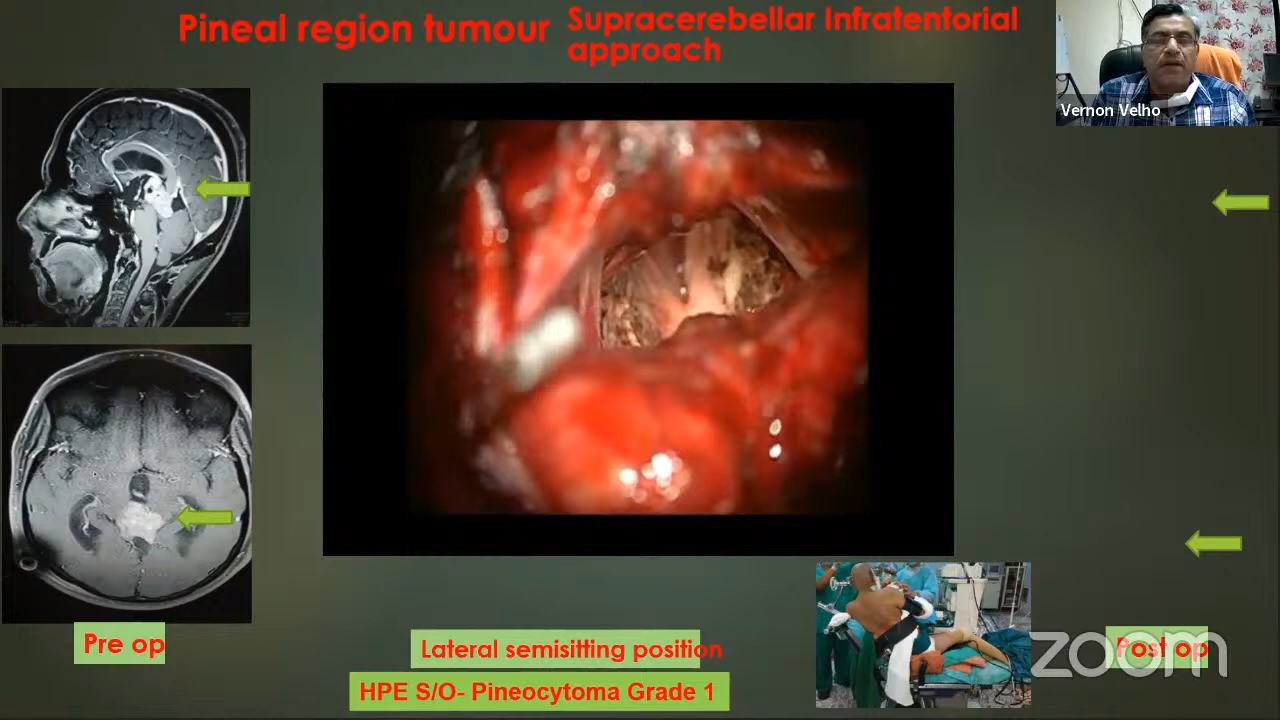 Pineal region tumour
Supracerebellar Infratentorial
approach
Vernon Velho
Pre op
Lateral semisitting position
HPE S/O- Pineocytoma Grade 1
Post op
zoom